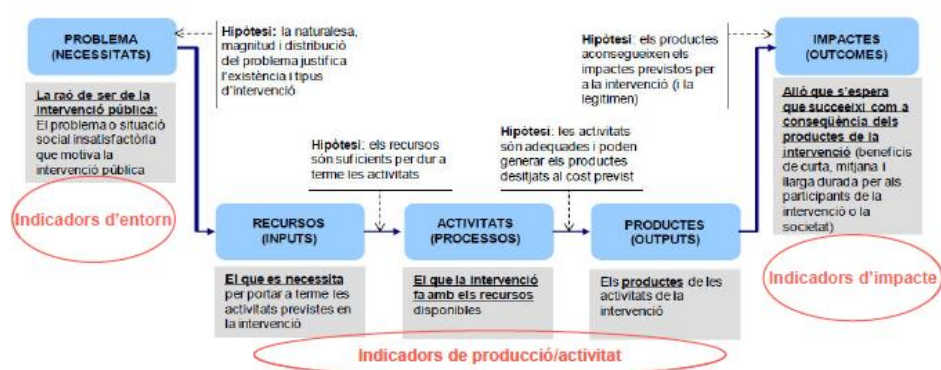 PROBLEMA
(NECESSITATS)
La raó de ser de la
intervenció pública:
El problema o situació
social insatisfactòria
que motiva la
intervenció pública
Indicadors d'entorn
Hipòtesi: la naturalesa,
magnitud i distribució
del problema justifica
l'existència i tipus
d'intervenció
Hipòtesi: els recursos
són suficients per dur a
terme les activitats
Hipòtesi: les activitats
són adequades i poden
generar els productes
desitjats al cost previst
Hipòtesi: els productes
aconsegueixen els
impactes previstos per
a la intervenció (i la
legitimen)
RECURSOS
(INPUTS)
El que es necessita
per portar a terme les
activitats previstes en
la intervenció
ACTIVITATS
(PROCESSOS)
El que la intervenció
fa amb els recursos
disponibles
PRODUCTES
(OUTPUTS)
Els productes de les
activitats de la
intervenció
Indicadors de producció/activitat
IMPACTES
(OUTCOMES)
Allò que s'espera
que succeeixi com a
conseqüència dels
productes de la
intervenció (beneficis
de curta, mitjana i
llarga durada per als
participants de la
intervenció o la
societat)
Indicadors d'impacte